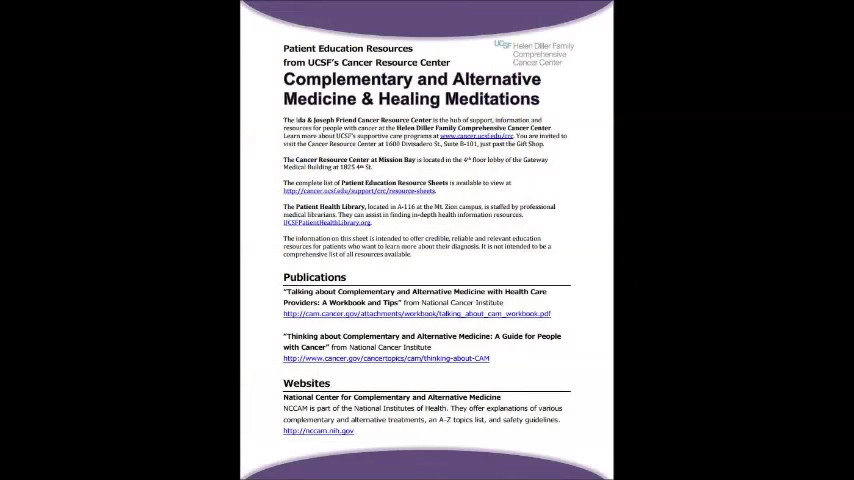 Patient Education Resources
from UCSF's Cancer Resource Center
UCSF Helen Diller Family
Comprehensive
Cancer Center
Complementary and Alternative
Medicine & Healing Meditations
The Ida & Joseph Friend Cancer Resource Center is the hub of support, information and
resources for people with cancer at the Helen Diller Family Comprehensive Cancer Center.
Learn more about UCSF's supportive care programs at www.cancer.ucsf.edu/crc. You are invited to
visit the Cancer Resource Center at 1600 Divisadero St., Suite B-101, just past the Gift Shop.
The Cancer Resource Center at Mission Bay is located in the 4th floor lobby of the Gateway
Medical Building at 1825 4th St.
The complete list of Patient Education Resource Sheets is available to view at
http://cancer.ucsf.edu/support/crc/resource-sheets.
The Patient Health Library, located in A-116 at the Mt. Zion campus, is staffed by professional
medical librarians. They can assist in finding in-depth health information resources.
UCSFPatientHealthLibrary.org.
The information on this sheet is intended to offer credible, reliable and relevant education
resources for patients who want to learn more about their diagnosis. It is not intended to be a
comprehensive list of all resources available.
Publications
"Talking about Complementary and Alternative Medicine with Health Care
Providers: A Workbook and Tips" from National Cancer Institute
http://cam.cancer.gov/attachments/workbook/talking_about_cam_workbook.pdf
"Thinking about Complementary and Alternative Medicine: A Guide for People
with Cancer" from National Cancer Institute
http://www.cancer.gov/cancertopics/cam/thinking-about-CAM
Websites
National Center for Complementary and Alternative Medicine
NCCAM is part of the National Institutes of Health. They offer explanations of various
complementary and alternative treatments, an A-Z topics list, and safety guidelines.
http://nccam.nih.gov